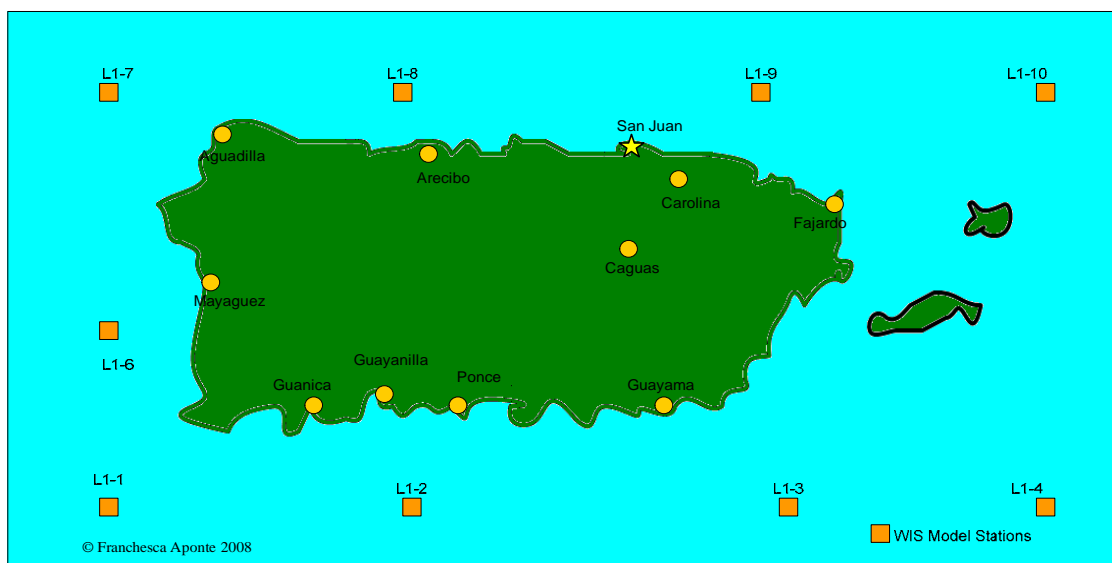 L1-7
L1-8
L1-9
L1-10
San Juan
Aguadilla
Arecibo
Carolina
Fajardo
Caguas
Mayaguez
L1-6
Guayanilla
Guanica
Ponce
Guayama
L1-1
L1-2
L1-3
L1-4
WIS Model Stations
© Franchesca Aponte 2008